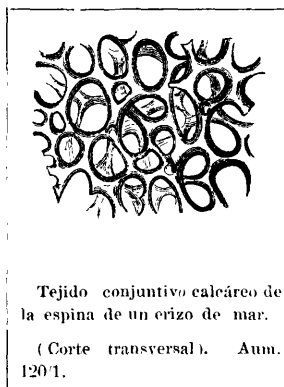 Tejido conjuntivo calcáreo de
la espina de un erizo de mar.
(Corte transversal). Aum.
120/1.